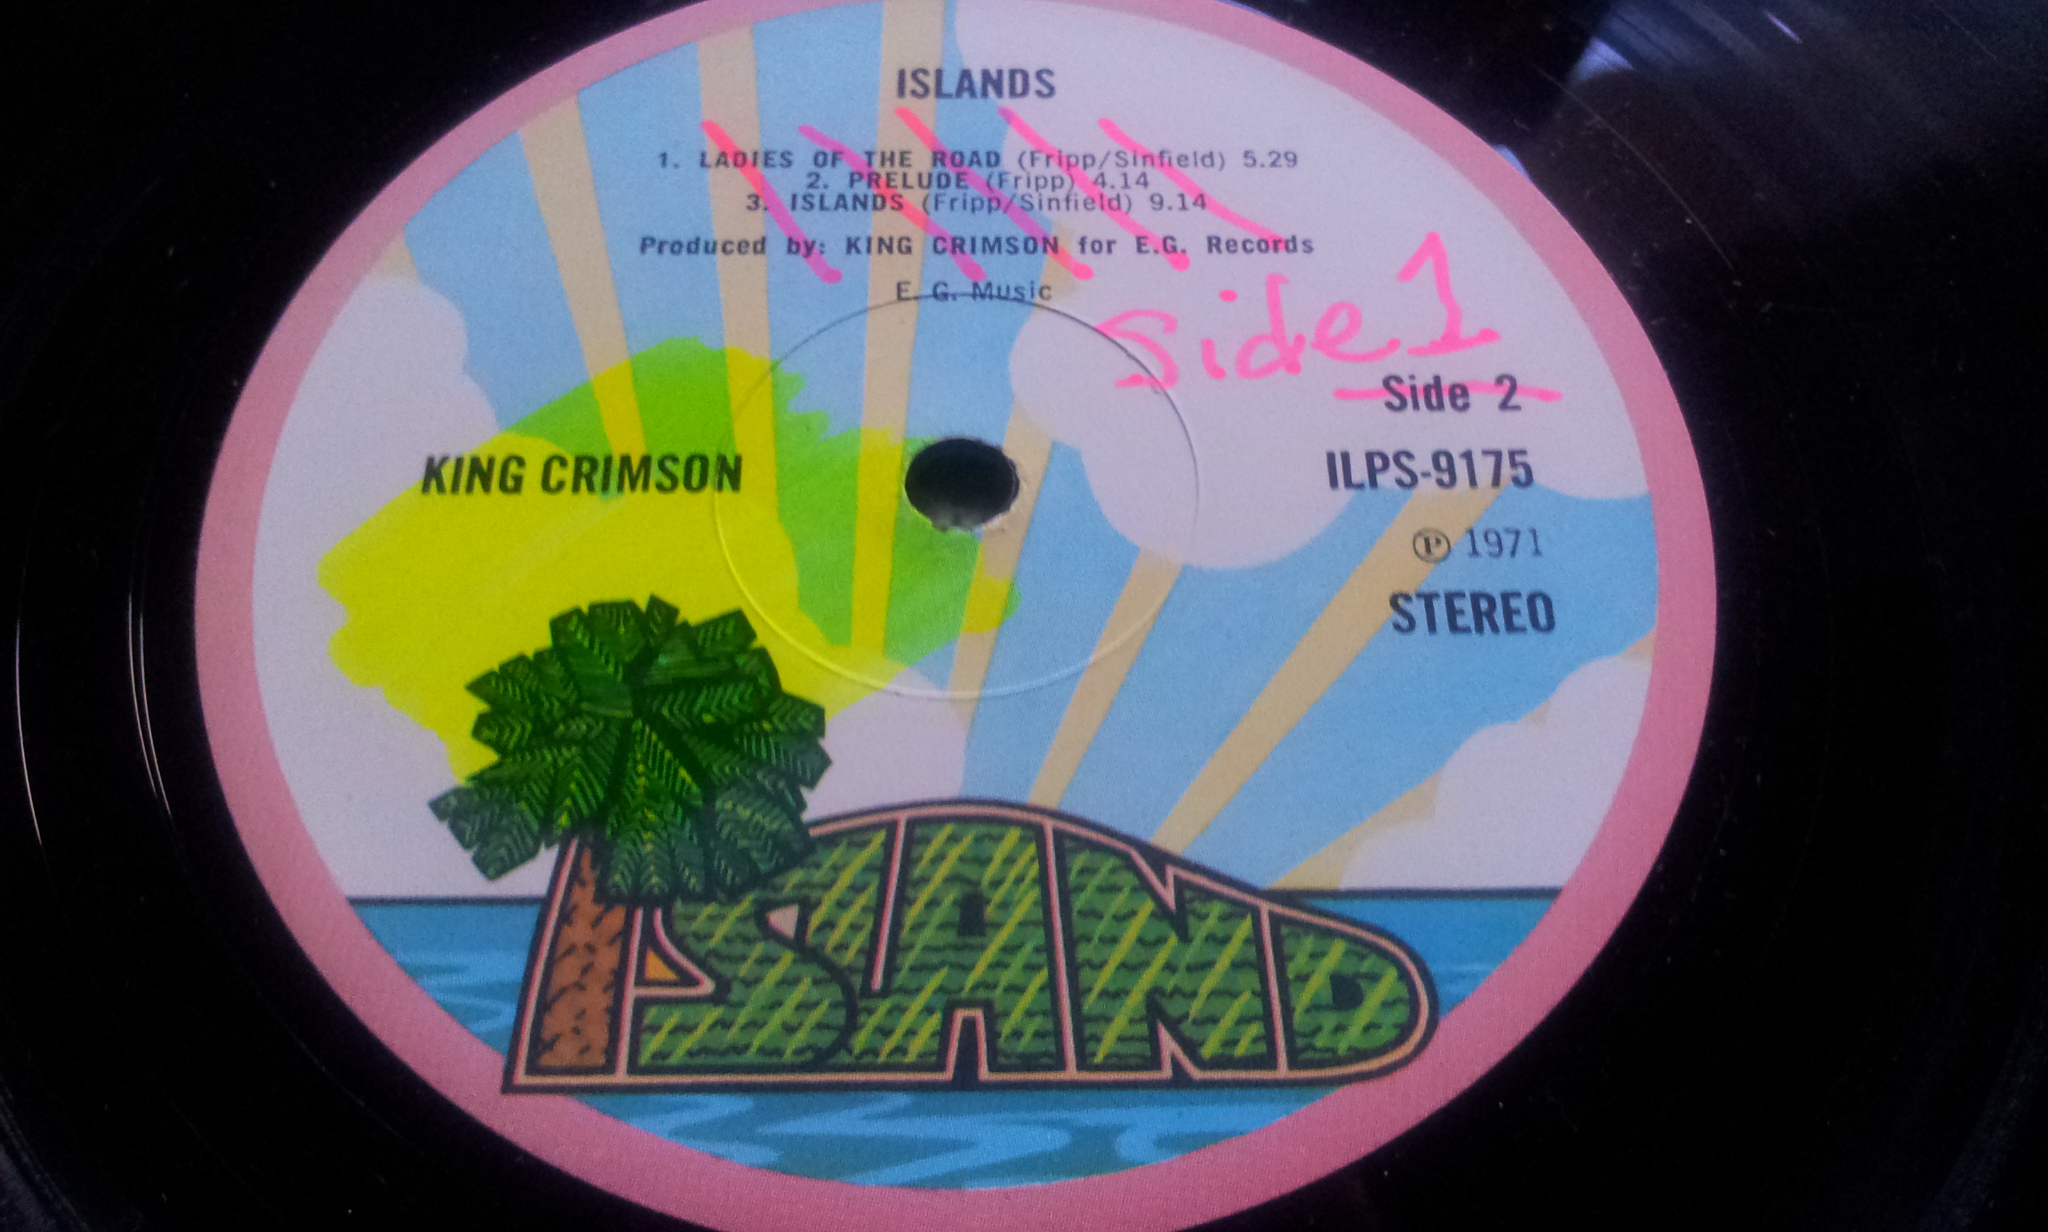 ISLANDS
1. LADIES OF THE ROAD (Fripp/Sinfield) 5.29
2. PRELUDE (Fripp) 4.14
3. ISLANDS (Fripp/Sinfield) 9.14
Produced by: KING CRIMSON for E.G. Records
E. G. Music
Side 1
Side 2
KING CRIMSON
ILPS-9175
Ⓟ 1971
STEREO
ISLAND